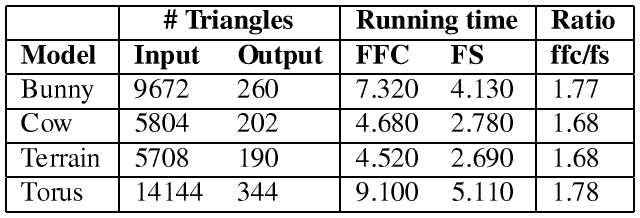 # Triangles Running time Ratio
Model Input Output FFC FS ffc/fs
Bunny 9672 260 7.320 4.130 1.77
Cow 5804 202 4.680 2.780 1.68
Terrain 5708 190 4.520 2.690 1.68
Torus 14144 344 9.100 5.110 1.78